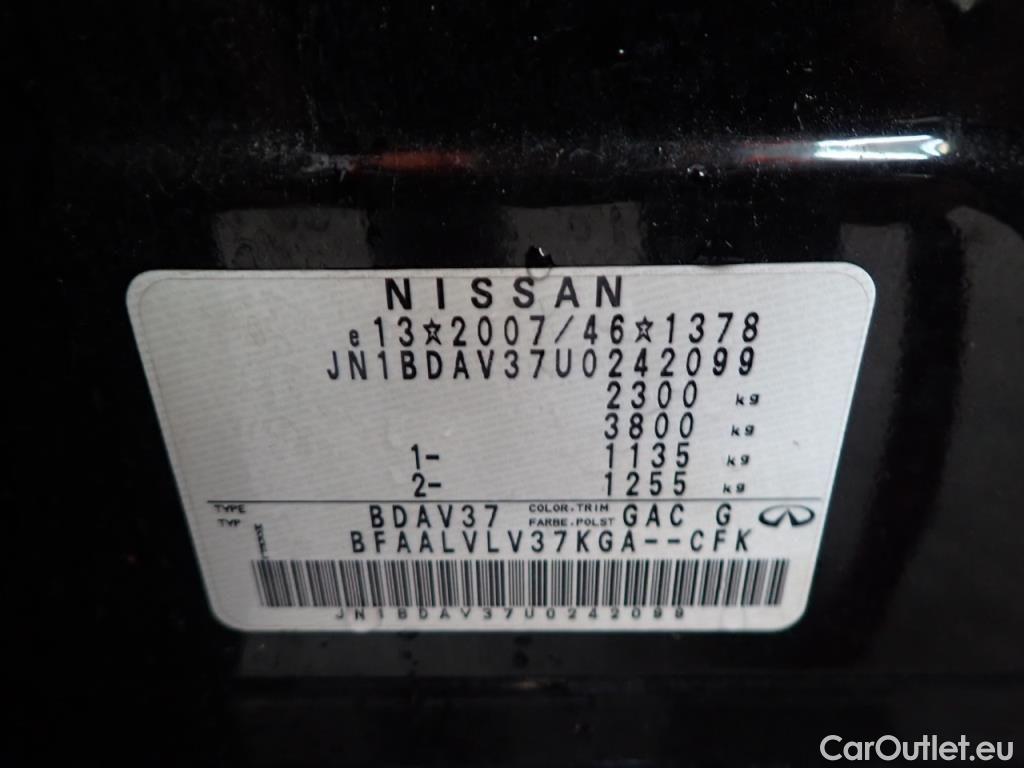 NISSAN
e13☆2007/46☆1378
JN1BDAV37U0242099
2300 kg
3800 kg
1- 1135 kg
2- 1255 kg
TYPE BDAV37 COLOR.TRIM GAC G
TYP FARBE.POLST
BFAALVLV37KGA--CFK
JN1BDAV37U0242099
CarOutlet.eu